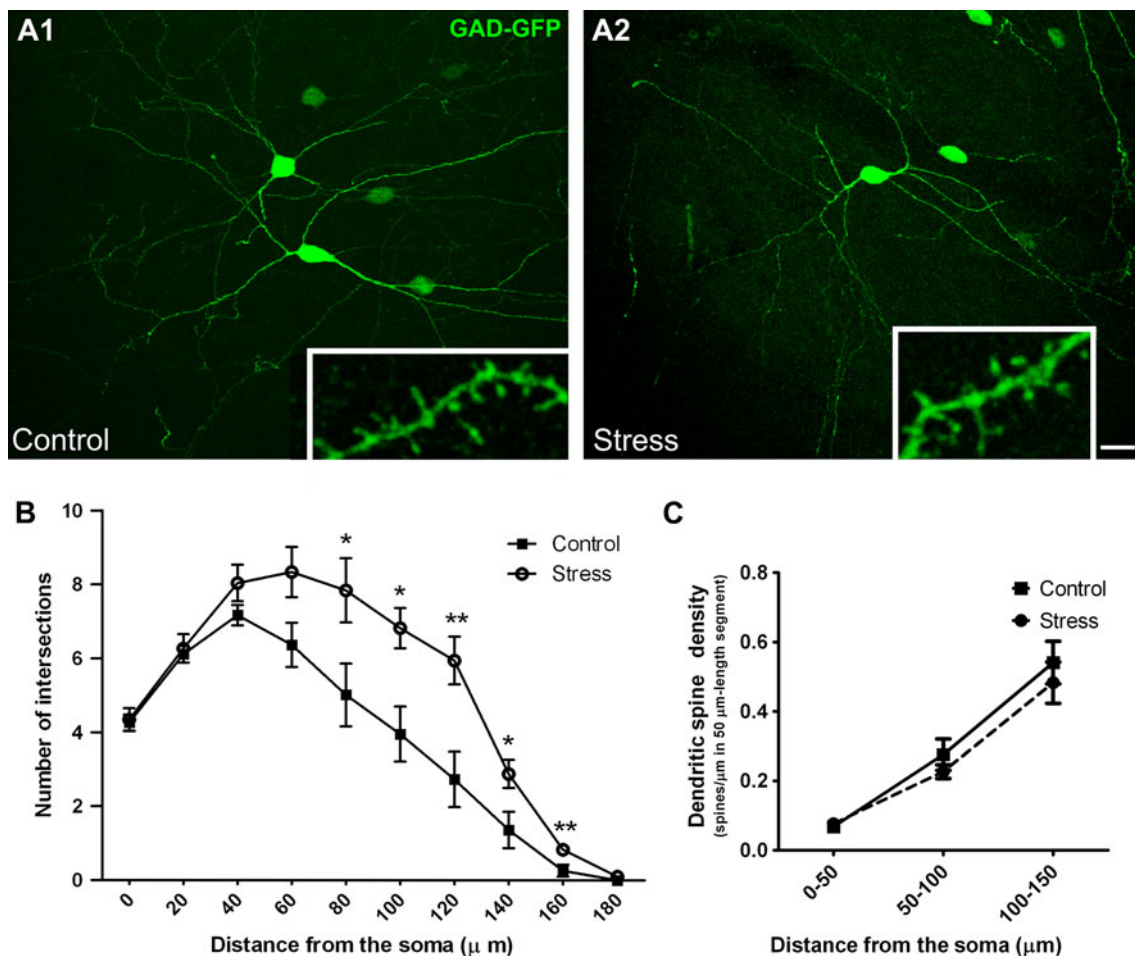 A1
GAD-GFP
Control
A2
Stress
B
Number of intersections
10
8
6
4
2
0
Control
Stress
*
*
**
*
**
0
20
40
60
80
100
120
140
160
180
Distance from the soma (μ m)
C
Dendritic spine density
(spines/μm in 50 μm-length segment)
0.8
0.6
0.4
0.2
0.0
Control
Stress
0-50
50-100
100-150
Distance from the soma (μm)